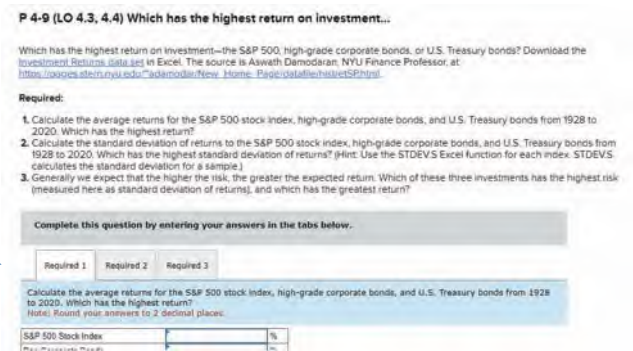 P 4-9 (LO 4.3, 4.4) Which has the highest return on investment...
Which has the highest return on investment—the S&P 500, high-grade corporate bonds, or U.S. Treasury bonds? Download the
Investment Returns data set in Excel. The source is Aswath Damodaran, NYU Finance Professor, at
Required:
1. Calculate the average returns for the S&P 500 stock index, high-grade corporate bonds, and U.S. Treasury bonds from 1928 to
2020. Which has the highest return?
2. Calculate the standard deviation of returns to the S&P 500 stock index, high-grade corporate bonds, and U.S. Treasury bonds from
1928 to 2020. Which has the highest standard deviation of returns? (Hint: Use the STDEV.S Excel function for each index. STDEV.S
calculates the standard deviation for a sample.)
3. Generally we expect that the higher the risk, the greater the expected return. Which of these three investments has the highest risk
(measured here as standard deviation of returns), and which has the greatest return?
Complete this question by entering your answers in the tabs below.
Required 1 Required 2 Required 3
Calculate the average returns for the S&P 500 stock index, high-grade corporate bonds, and U.S. Treasury bonds from 1928
to 2020. Which has the highest return?
Note: Round your answers to 2 decimal places.
S&P 500 Stock Index %